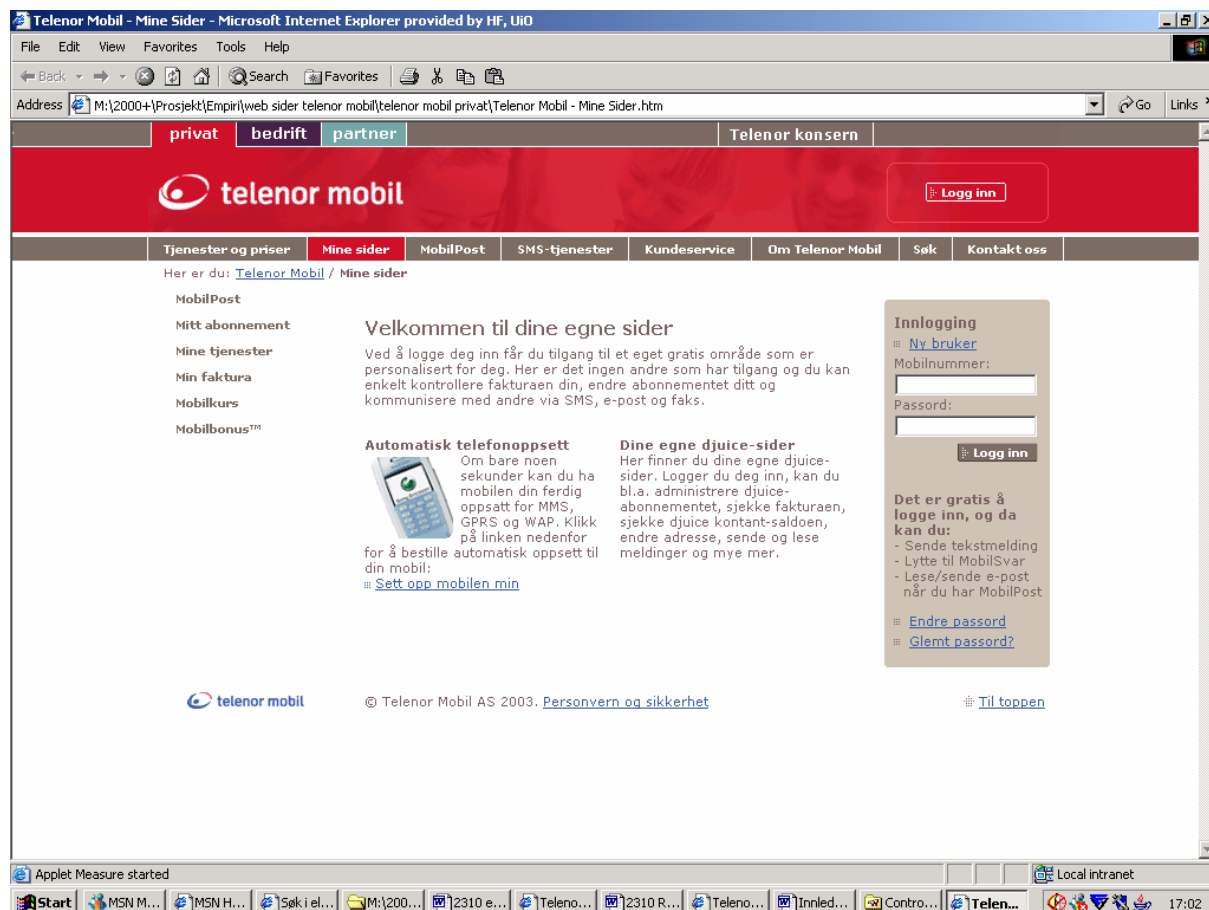 Telenor Mobil - Mine Sider - Microsoft Internet Explorer provided by HF, UiO
File Edit View Favorites Tools Help
Back Search Favorites
Address M:\2000+\Prosjekt\Empiri\web sider telenor mobil\telenor mobil privat\Telenor Mobil - Mine Sider.htm Go Links
privat bedrift partner Telenor konsern
telenor mobil
Logg inn
Tjenester og priser Mine sider MobilPost SMS-tjenester Kundeservice Om Telenor Mobil Søk Kontakt oss
Her er du: Telenor Mobil / Mine sider
MobilPost
Mitt abonnement
Mine tjenester
Min faktura
Mobilkurs
Mobilbonus™
Velkommen til dine egne sider
Ved å logge deg inn får du tilgang til et eget gratis område som er
personalisert for deg. Her er det ingen andre som har tilgang og du kan
enkelt kontrollere fakturaen din, endre abonnementet ditt og
kommunisere med andre via SMS, e-post og faks.
Automatisk telefonoppsett
Om bare noen
sekunder kan du ha
mobilen din ferdig
oppsatt for MMS,
GPRS og WAP. Klikk
på linken nedenfor
for å bestille automatisk oppsett til
din mobil:
Sett opp mobilen min
Dine egne djuice-sider
Her finner du dine egne djuice-
sider. Logger du deg inn, kan du
bl.a. administrere djuice-
abonnementet, sjekke fakturaen,
sjekke djuice kontant-saldoen,
endre adresse, sende og lese
meldinger og mye mer.
Innlogging
Ny bruker
Mobilnummer:
Passord:
Logg inn
Det er gratis å
logge inn, og da
kan du:
- Sende tekstmelding
- Lytte til MobilSvar
- Lese/sende e-post
når du har MobilPost
Endre passord
Glemt passord?
telenor mobil © Telenor Mobil AS 2003. Personvern og sikkerhet Til toppen
Applet Measure started Local intranet
Start MSN M... MSN H... Søk i el... M:\200... 2310 e... Teleno... 2310 R... Teleno... Innled... Contro... Telen... 17:02